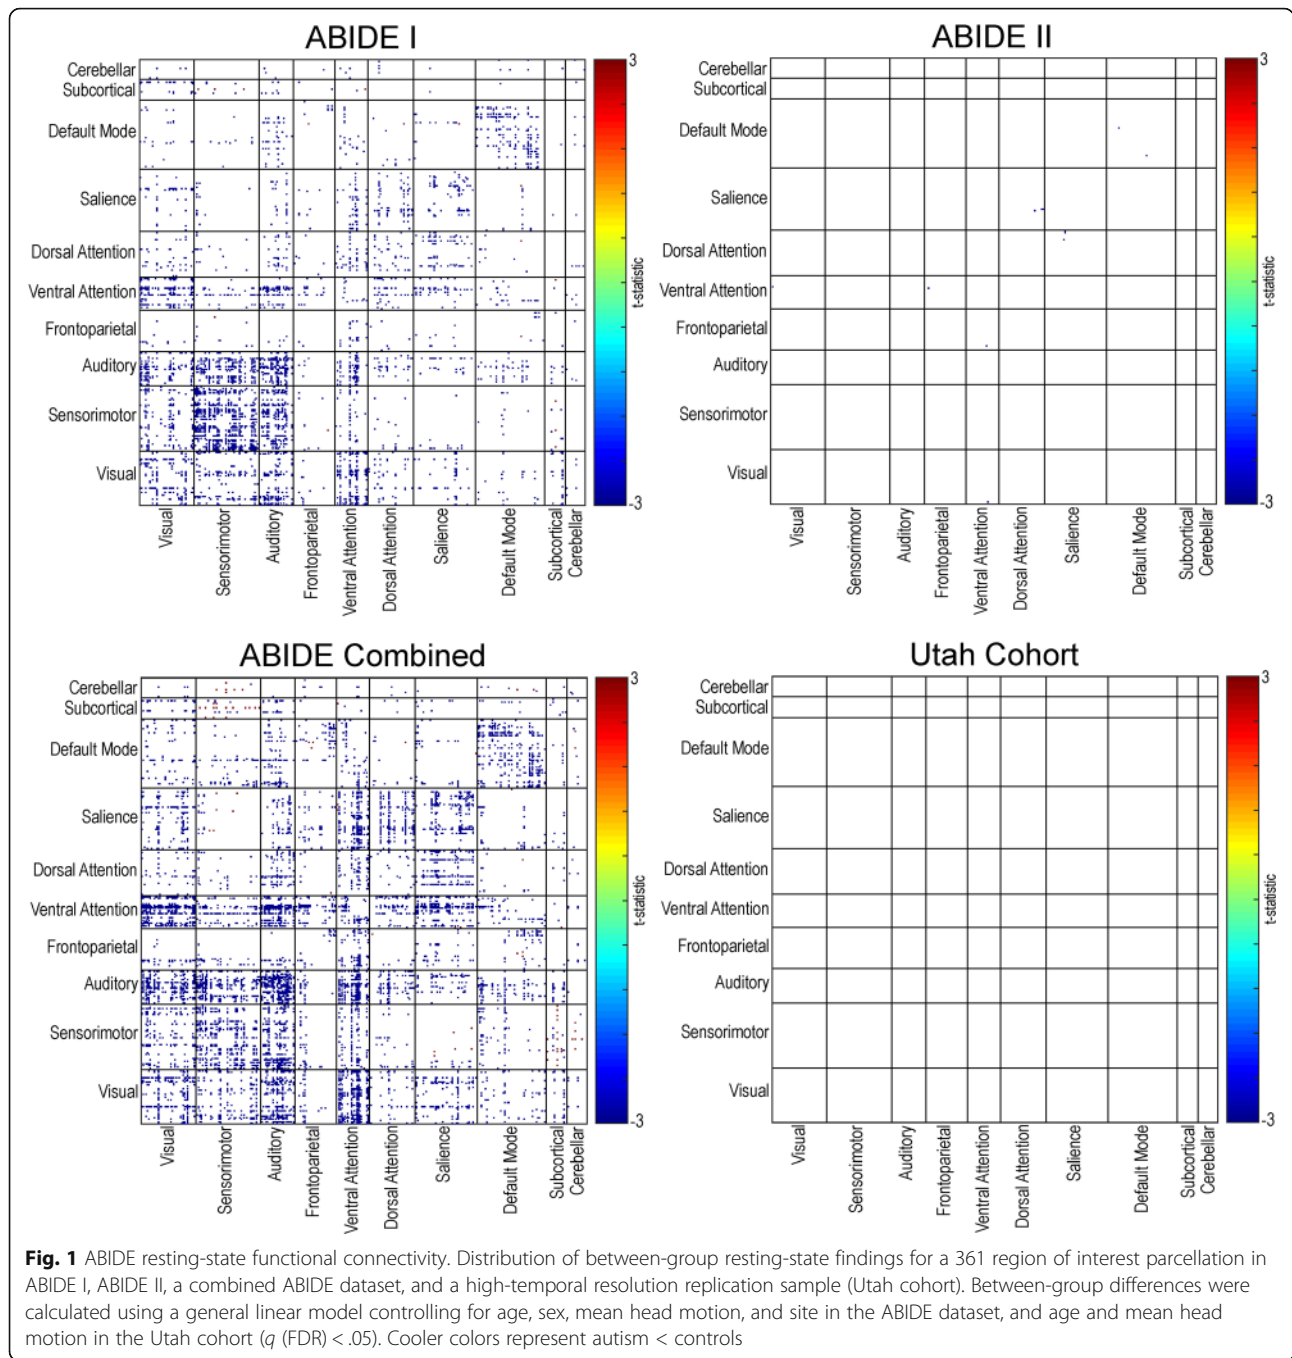 ABIDE I
Cerebellar
Subcortical
Default Mode
Salience
Dorsal Attention
Ventral Attention
Frontoparietal
Auditory
Sensorimotor
Visual
Visual
Sensorimotor
Auditory
Frontoparietal
Ventral Attention
Dorsal Attention
Salience
Default Mode
Subcortical
Cerebellar
3
t-statistic
-3
ABIDE II
Cerebellar
Subcortical
Default Mode
Salience
Dorsal Attention
Ventral Attention
Frontoparietal
Auditory
Sensorimotor
Visual
Visual
Sensorimotor
Auditory
Frontoparietal
Ventral Attention
Dorsal Attention
Salience
Default Mode
Subcortical
Cerebellar
3
t-statistic
-3
ABIDE Combined
Cerebellar
Subcortical
Default Mode
Salience
Dorsal Attention
Ventral Attention
Frontoparietal
Auditory
Sensorimotor
Visual
Visual
Sensorimotor
Auditory
Frontoparietal
Ventral Attention
Dorsal Attention
Salience
Default Mode
Subcortical
Cerebellar
3
t-statistic
-3
Utah Cohort
Cerebellar
Subcortical
Default Mode
Salience
Dorsal Attention
Ventral Attention
Frontoparietal
Auditory
Sensorimotor
Visual
Visual
Sensorimotor
Auditory
Frontoparietal
Ventral Attention
Dorsal Attention
Salience
Default Mode
Subcortical
Cerebellar
3
t-statistic
-3
Fig. 1 ABIDE resting-state functional connectivity. Distribution of between-group resting-state findings for a 361 region of interest parcellation in
ABIDE I, ABIDE II, a combined ABIDE dataset, and a high-temporal resolution replication sample (Utah cohort). Between-group differences were
calculated using a general linear model controlling for age, sex, mean head motion, and site in the ABIDE dataset, and age and mean head
motion in the Utah cohort (q (FDR) < .05). Cooler colors represent autism < controls